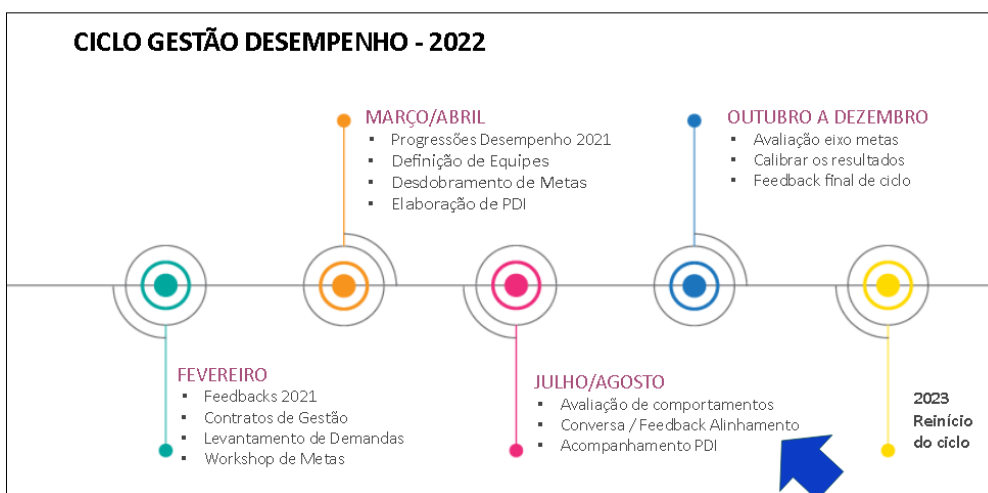 CICLO GESTÃO DESEMPENHO - 2022
MARÇO/ABRIL
▪ Progressões Desempenho 2021
▪ Definição de Equipes
▪ Desdobramento de Metas
▪ Elaboração de PDI
OUTUBRO A DEZEMBRO
▪ Avaliação eixo metas
▪ Calibrar os resultados
▪ Feedback final de ciclo
FEVEREIRO
▪ Feedbacks 2021
▪ Contratos de Gestão
▪ Levantamento de Demandas
▪ Workshop de Metas
JULHO/AGOSTO
▪ Avaliação de comportamentos
▪ Conversa / Feedback Alinhamento
▪ Acompanhamento PDI
2023
Reinício
do ciclo